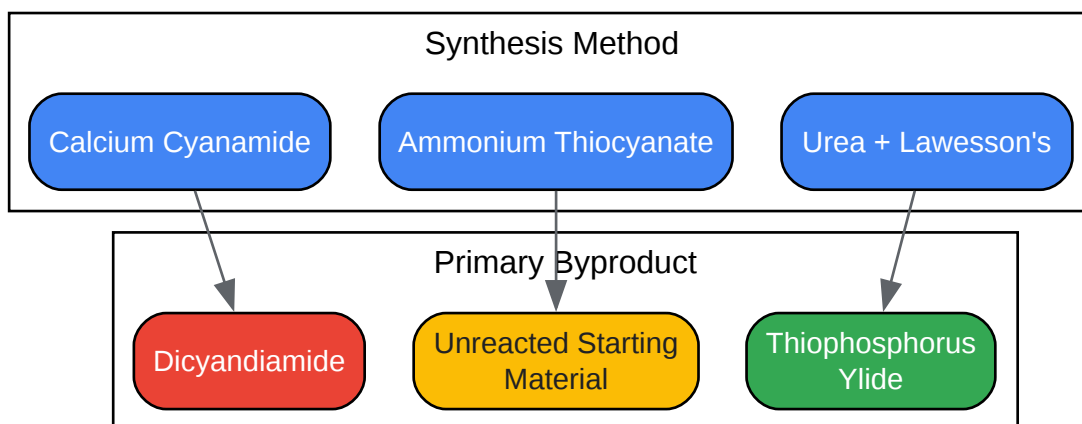 Synthesis Method
Calcium Cyanamide
Ammonium Thiocyanate
Urea + Lawesson's
Primary Byproduct
Dicyandiamide
Unreacted Starting
Material
Thiophosphorus
Ylide